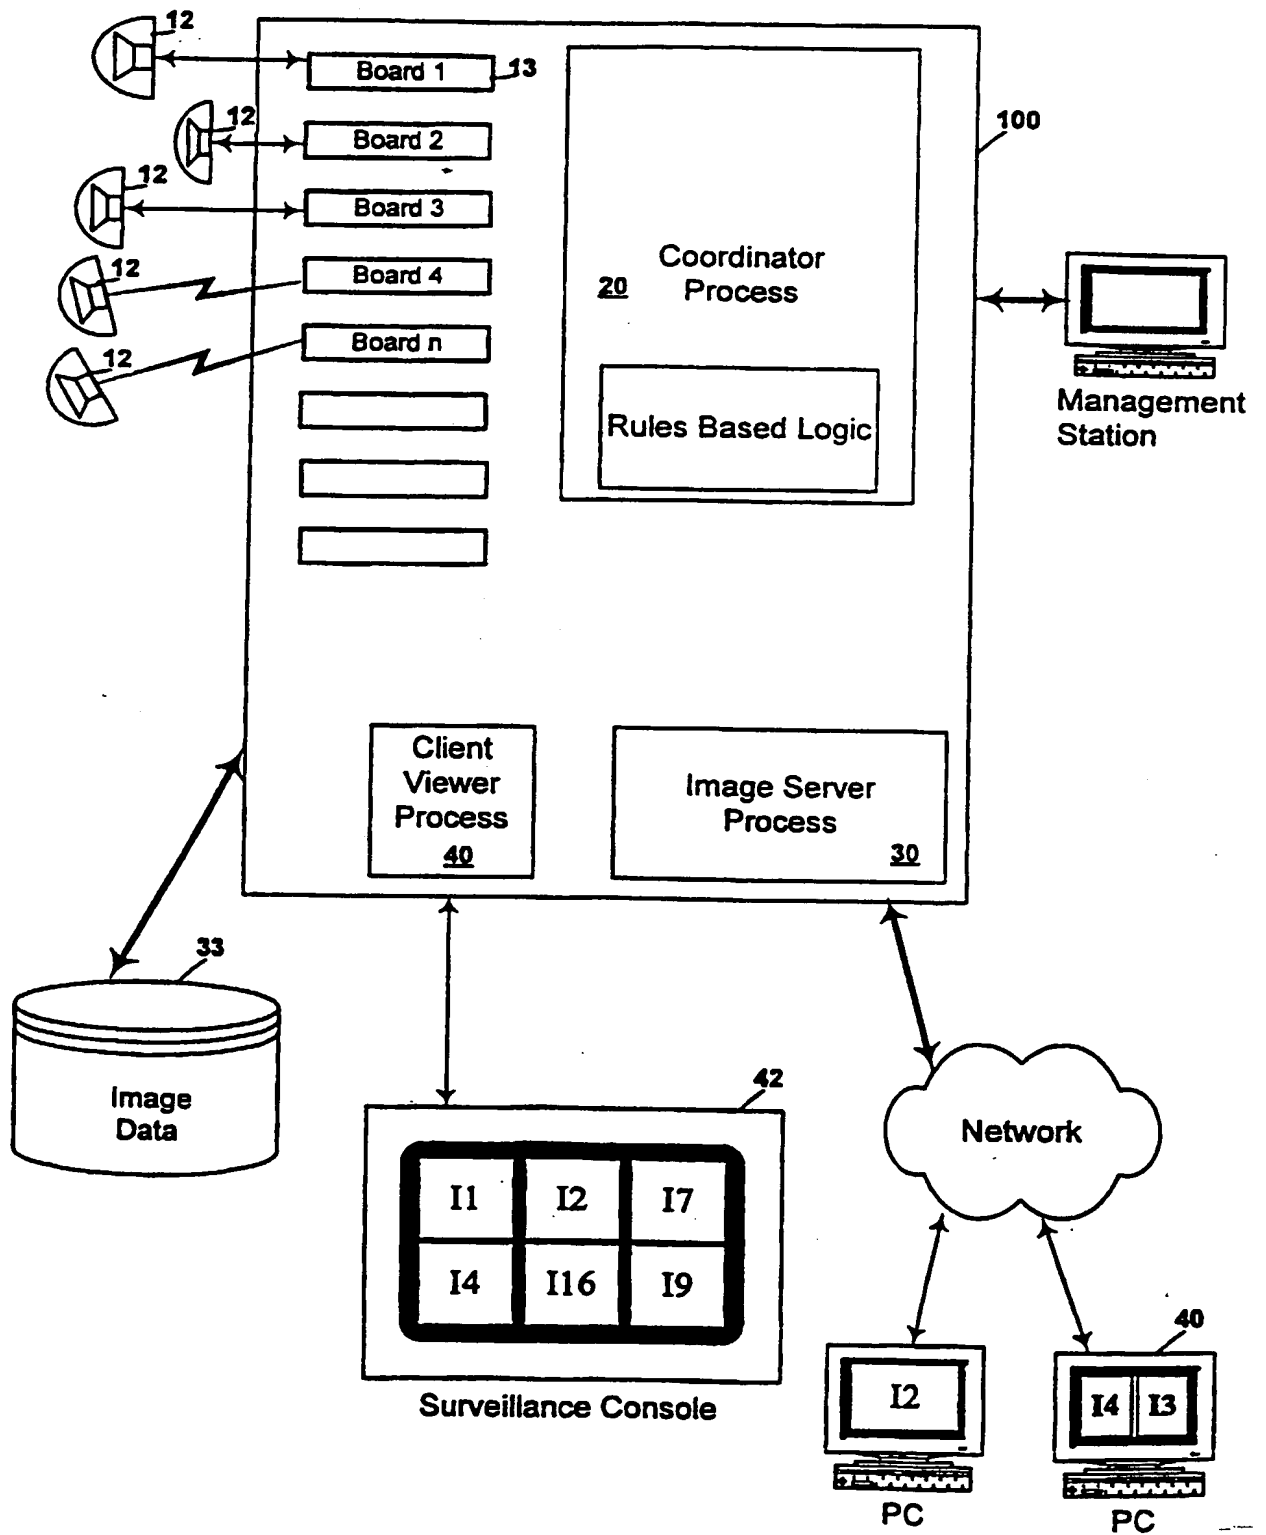 12
Board 1
13
12
Board 2
100
12
Board 3
12
Board 4
Coordinator
Process
20
12
Board n
Rules Based Logic
Management
Station
Client
Viewer
Process
40
Image Server
Process
30
33
Image
Data
42
Network
I1
I2
I7
I4
I16
I9
Surveillance Console
40
I2
I4
I3
PC
PC